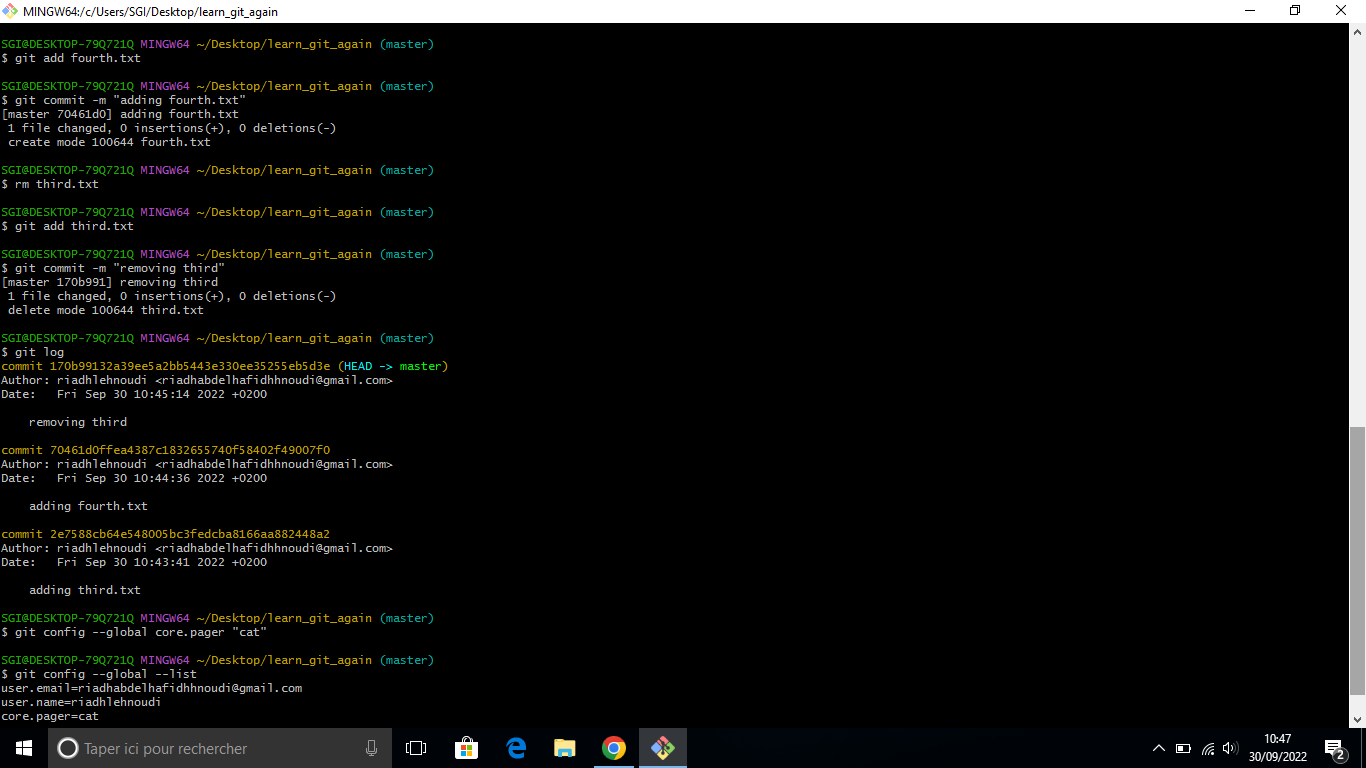 MINGW64:/c/Users/SGI/Desktop/learn_git_again
SGI@DESKTOP-79Q721Q MINGW64 ~/Desktop/learn_git_again (master)
$ git add fourth.txt
SGI@DESKTOP-79Q721Q MINGW64 ~/Desktop/learn_git_again (master)
$ git commit -m "adding fourth.txt"
[master 70461d0] adding fourth.txt
1 file changed, 0 insertions(+), 0 deletions(-)
create mode 100644 fourth.txt
SGI@DESKTOP-79Q721Q MINGW64 ~/Desktop/learn_git_again (master)
$ rm third.txt
SGI@DESKTOP-79Q721Q MINGW64 ~/Desktop/learn_git_again (master)
$ git add third.txt
SGI@DESKTOP-79Q721Q MINGW64 ~/Desktop/learn_git_again (master)
$ git commit -m "removing third"
[master 170b991] removing third
1 file changed, 0 insertions(+), 0 deletions(-)
delete mode 100644 third.txt
SGI@DESKTOP-79Q721Q MINGW64 ~/Desktop/learn_git_again (master)
$ git log
commit 170b99132a39ee5a2bb5443e330ee35255eb5d3e (HEAD -> master)
Author: riadhlehnoudi <riadhabdelhafidhhnoudi@gmail.com>
Date:   Fri Sep 30 10:45:14 2022 +0200
removing third
commit 70461d0ffea4387c1832655740f58402f49007f0
Author: riadhlehnoudi <riadhabdelhafidhhnoudi@gmail.com>
Date:   Fri Sep 30 10:44:36 2022 +0200
adding fourth.txt
commit 2e7588cb64e548005bc3fedcba8166aa882448a2
Author: riadhlehnoudi <riadhabdelhafidhhnoudi@gmail.com>
Date:   Fri Sep 30 10:43:41 2022 +0200
adding third.txt
SGI@DESKTOP-79Q721Q MINGW64 ~/Desktop/learn_git_again (master)
$ git config --global core.pager "cat"
SGI@DESKTOP-79Q721Q MINGW64 ~/Desktop/learn_git_again (master)
$ git config --global --list
user.email=riadhabdelhafidhhnoudi@gmail.com
user.name=riadhlehnoudi
core.pager=cat
Taper ici pour rechercher
10:47
30/09/2022
2